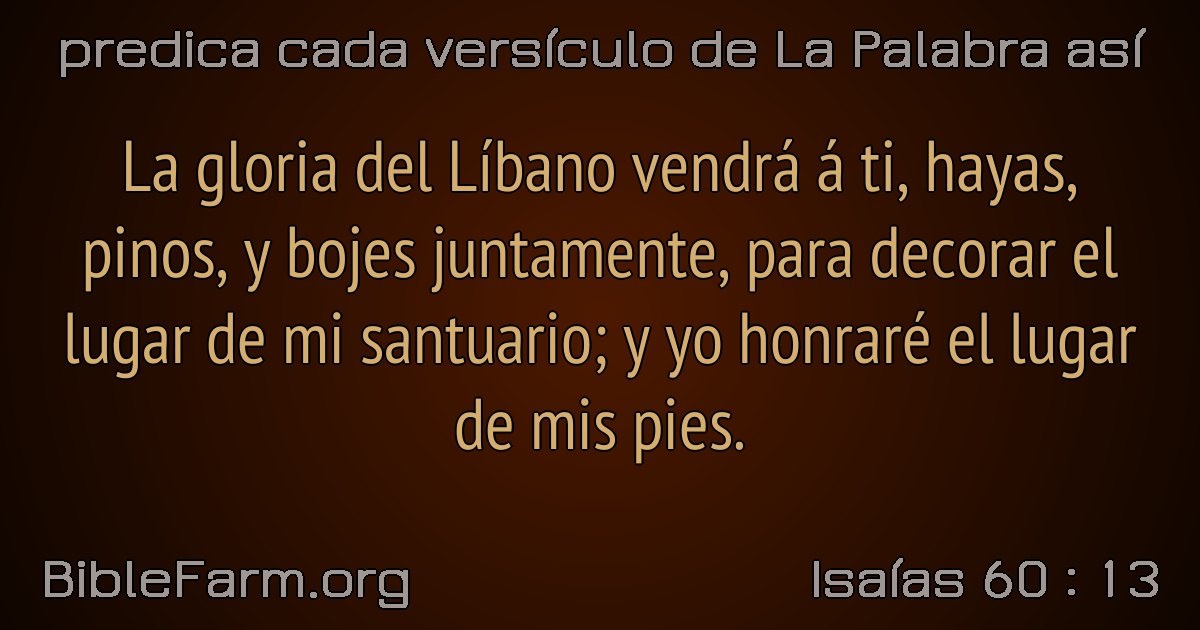 predica cada versículo de La Palabra así
La gloria del Líbano vendrá á ti, hayas,
pinos, y bojes juntamente, para decorar el
lugar de mi santuario; y yo honraré el lugar
de mis pies.
BibleFarm.org
Isaías 60 : 13